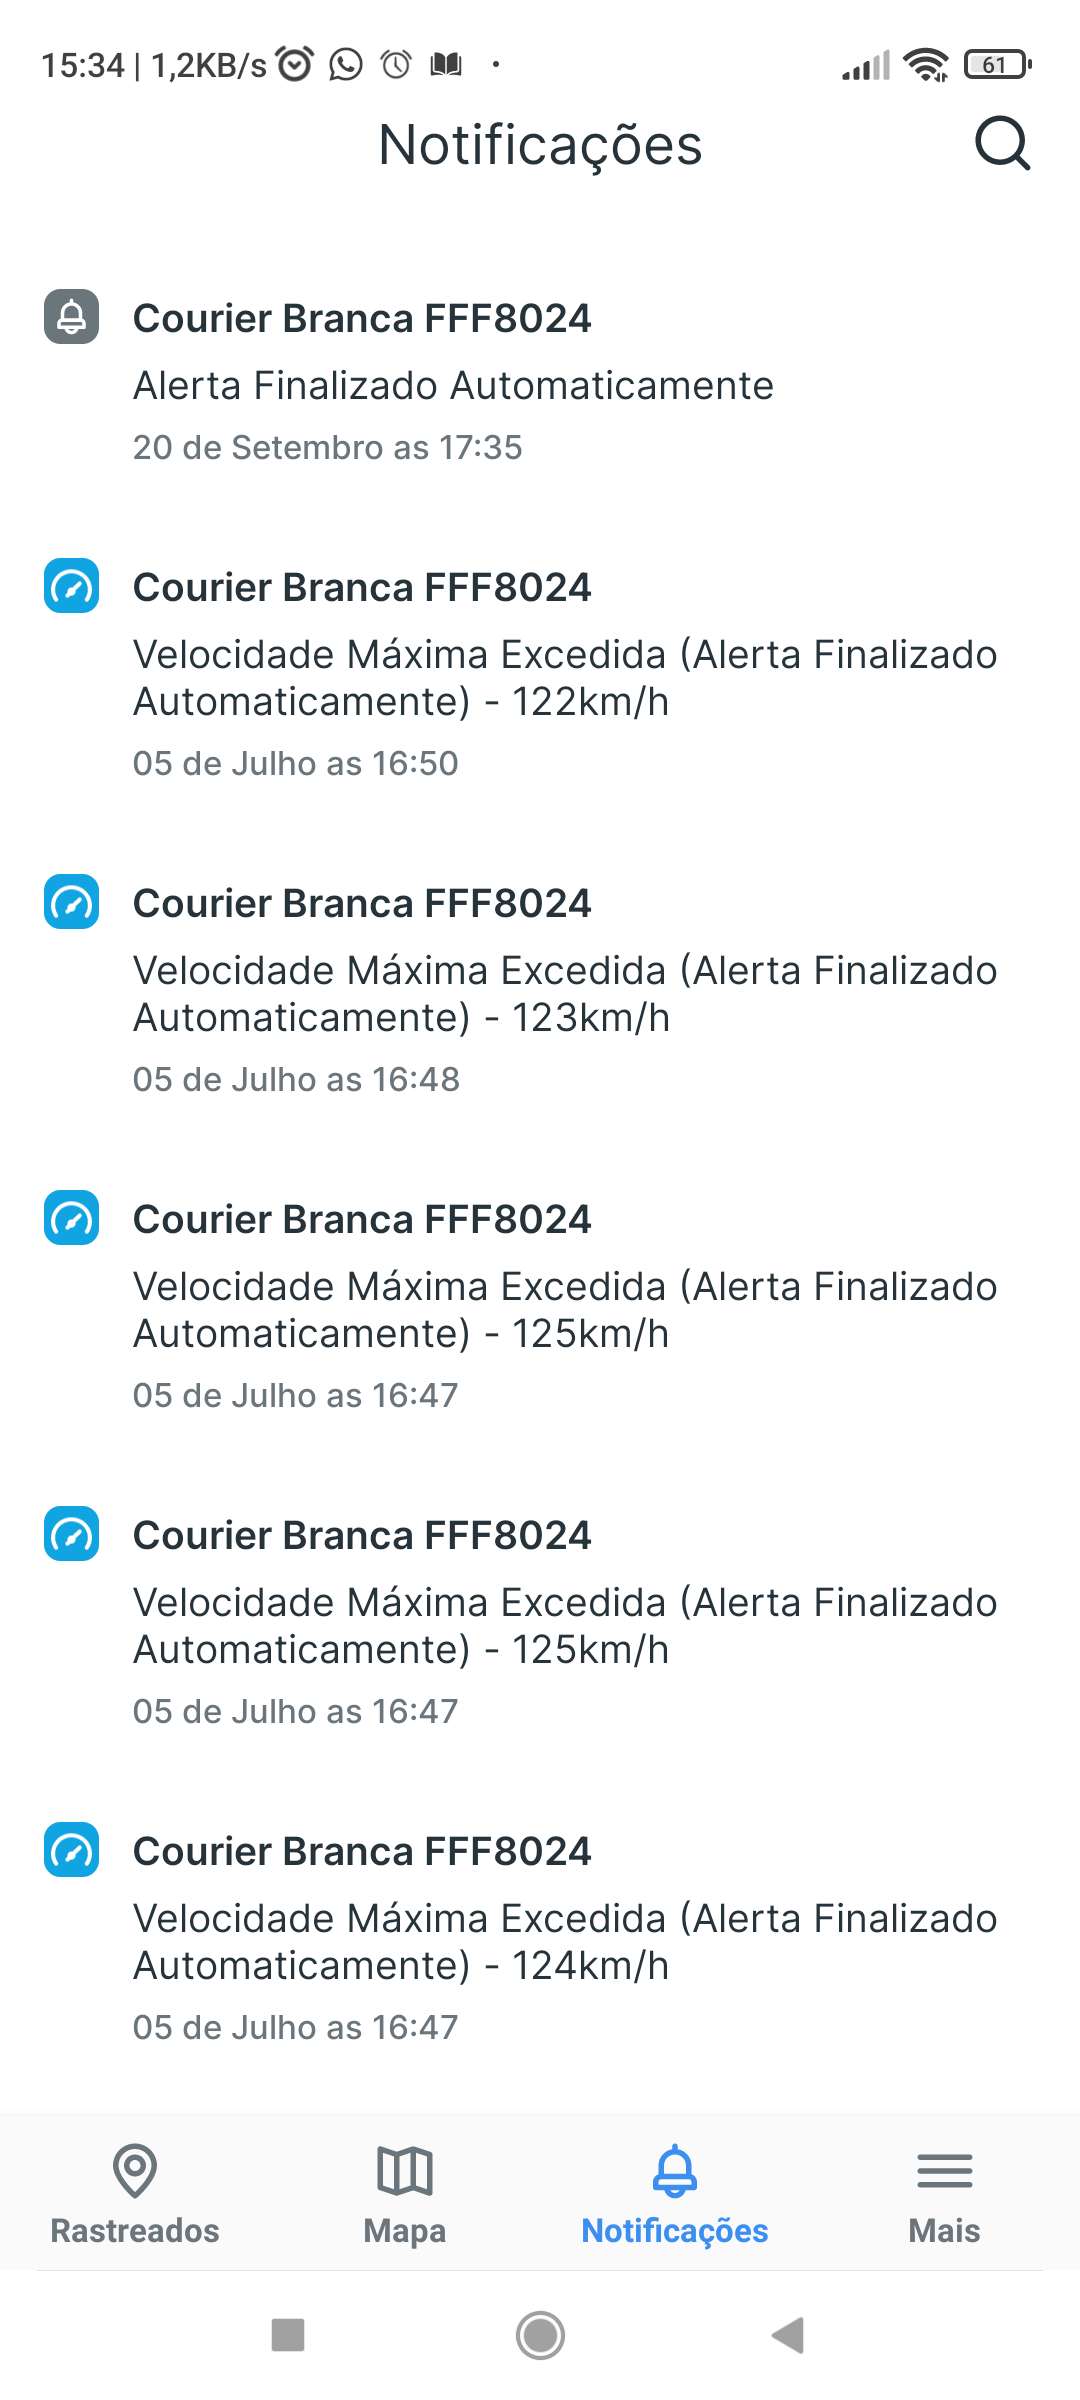 15:34 | 1,2KB/s
61
Notificações
Courier Branca FFF8024
Alerta Finalizado Automaticamente
20 de Setembro as 17:35
Courier Branca FFF8024
Velocidade Máxima Excedida (Alerta Finalizado
Automaticamente) - 122km/h
05 de Julho as 16:50
Courier Branca FFF8024
Velocidade Máxima Excedida (Alerta Finalizado
Automaticamente) - 123km/h
05 de Julho as 16:48
Courier Branca FFF8024
Velocidade Máxima Excedida (Alerta Finalizado
Automaticamente) - 125km/h
05 de Julho as 16:47
Courier Branca FFF8024
Velocidade Máxima Excedida (Alerta Finalizado
Automaticamente) - 125km/h
05 de Julho as 16:47
Courier Branca FFF8024
Velocidade Máxima Excedida (Alerta Finalizado
Automaticamente) - 124km/h
05 de Julho as 16:47
Rastreados
Mapa
Notificações
Mais